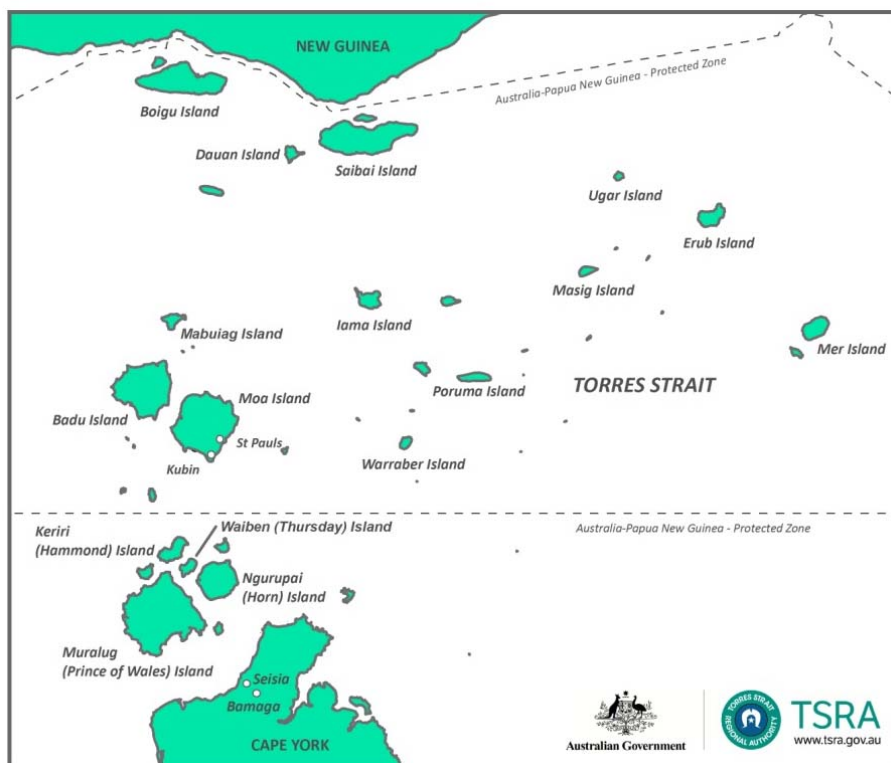 NEW GUINEA
Australia-Papua New Guinea - Protected Zone
Boigu Island
Dauan Island
Saibai Island
Ugar Island
Erub Island
Masig Island
Iama Island
Mabuiag Island
Mer Island
Moa Island
Poruma Island
TORRES STRAIT
Badu Island
St Pauls
Warraber Island
Kubin
Australia-Papua New Guinea - Protected Zone
Waiben (Thursday) Island
Keriri
(Hammond) Island
Ngurupai
(Horn) Island
Muralug
(Prince of Wales) Island
Seisia
Bamaga
CAPE YORK
Australian Government
TORRES STRAIT
REGIONAL AUTHORITY
TSRA
www.tsra.gov.au